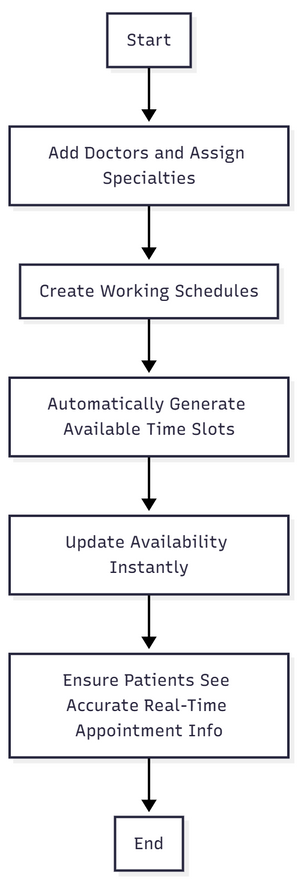 Start
Add Doctors and Assign
Specialties
Create Working Schedules
Automatically Generate
Available Time Slots
Update Availability
Instantly
Ensure Patients See
Accurate Real-Time
Appointment Info
End